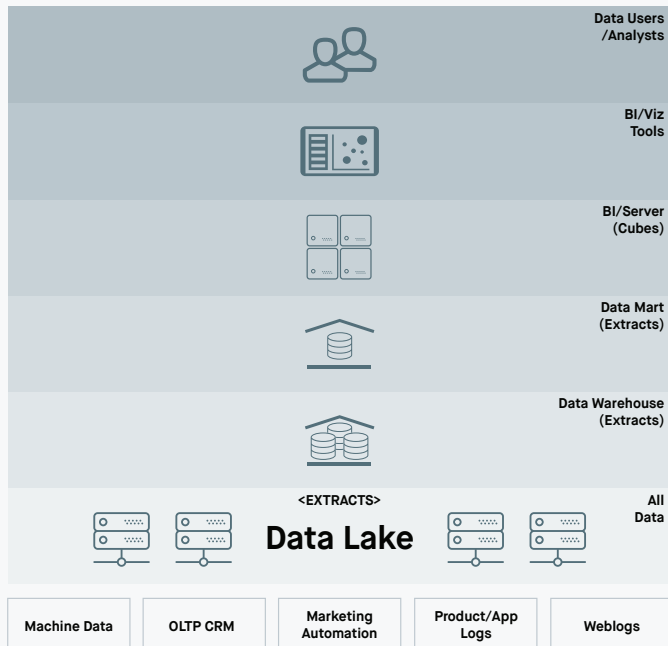 Data Users
/Analysts
BI/Viz
Tools
BI/Server
(Cubes)
Data Mart
(Extracts)
Data Warehouse
(Extracts)
<EXTRACTS>
All
Data
Data Lake
Machine Data
OLTP CRM
Marketing
Automation
Product/App
Logs
Weblogs